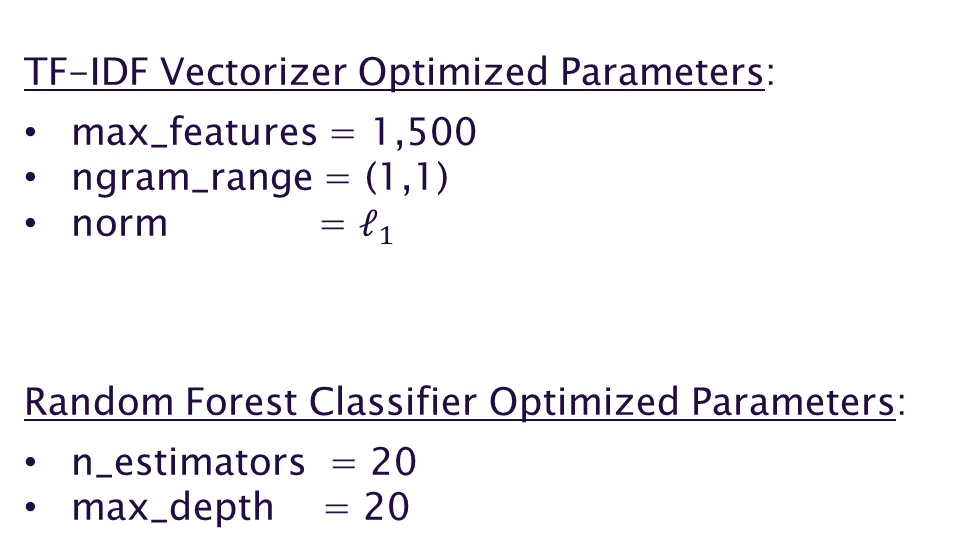 TF-IDF Vectorizer Optimized Parameters:
• max_features = 1,500
• ngram_range = (1,1)
• norm = ℓ₁
Random Forest Classifier Optimized Parameters:
• n_estimators = 20
• max_depth = 20